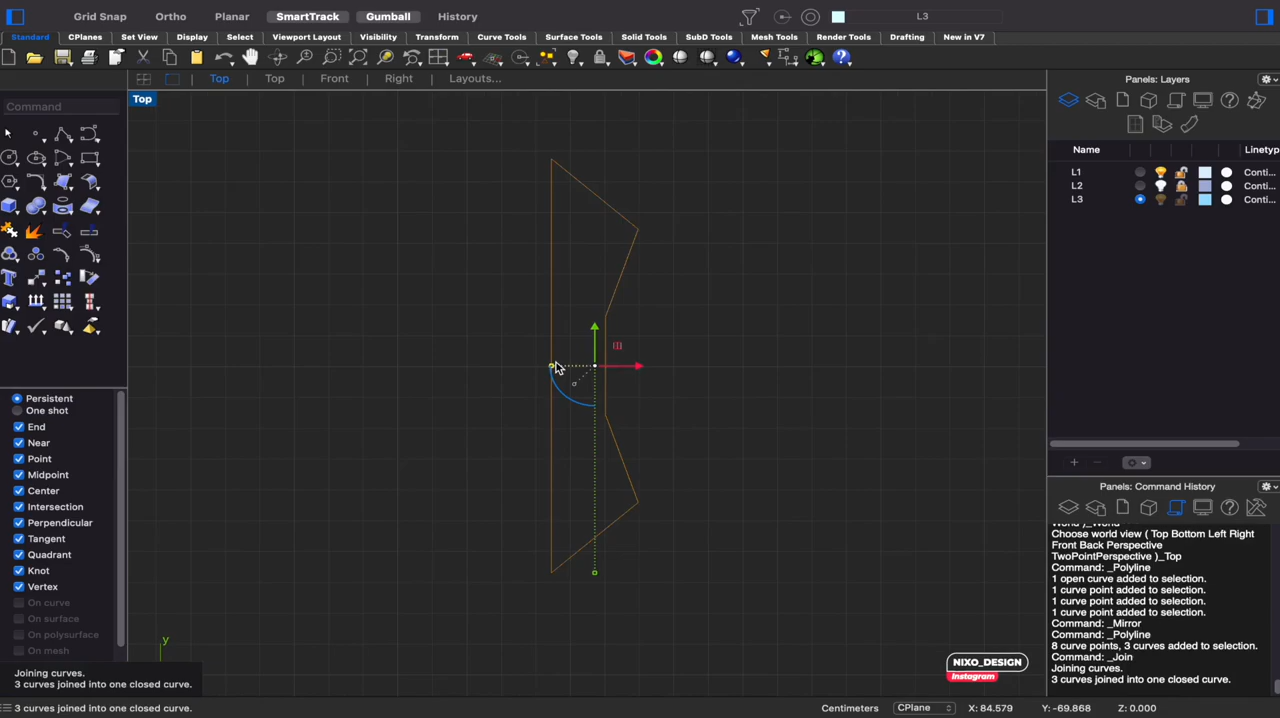 Grid Snap Ortho Planar SmartTrack Gumball History L3
Standard CPlanes Set View Display Select Viewport Layout Visibility Transform Curve Tools Surface Tools Solid Tools SubD Tools Mesh Tools Render Tools Drafting New in V7
Top Top Front Right Layouts...
Panels: Layers
Top
Command
Name Linetyp
L1 Conti...
L2 Conti...
L3 Conti...
Persistent
One shot
End
Near
Point
Midpoint
Center
Intersection
Perpendicular
Tangent
Quadrant
Knot
Vertex
On curve
On surface
On polysurface
On mesh
Panels: Command History
World )_World
Choose world view ( Top Bottom Left Right
Front Back Perspective
TwoPointPerspective )_Top
Command: _Polyline
1 open curve added to selection.
1 curve point added to selection.
1 curve point added to selection.
1 curve point added to selection.
Command: _Mirror
Command: _Polyline
8 curve points, 3 curves added to selection.
Command: _Join
Joining curves.
3 curves joined into one closed curve.
y
NIXO_DESIGN
Instagram
Joining curves.
3 curves joined into one closed curve.
3 curves joined into one closed curve. Centimeters CPlane X: 84.579 Y: -69.868 Z: 0.000